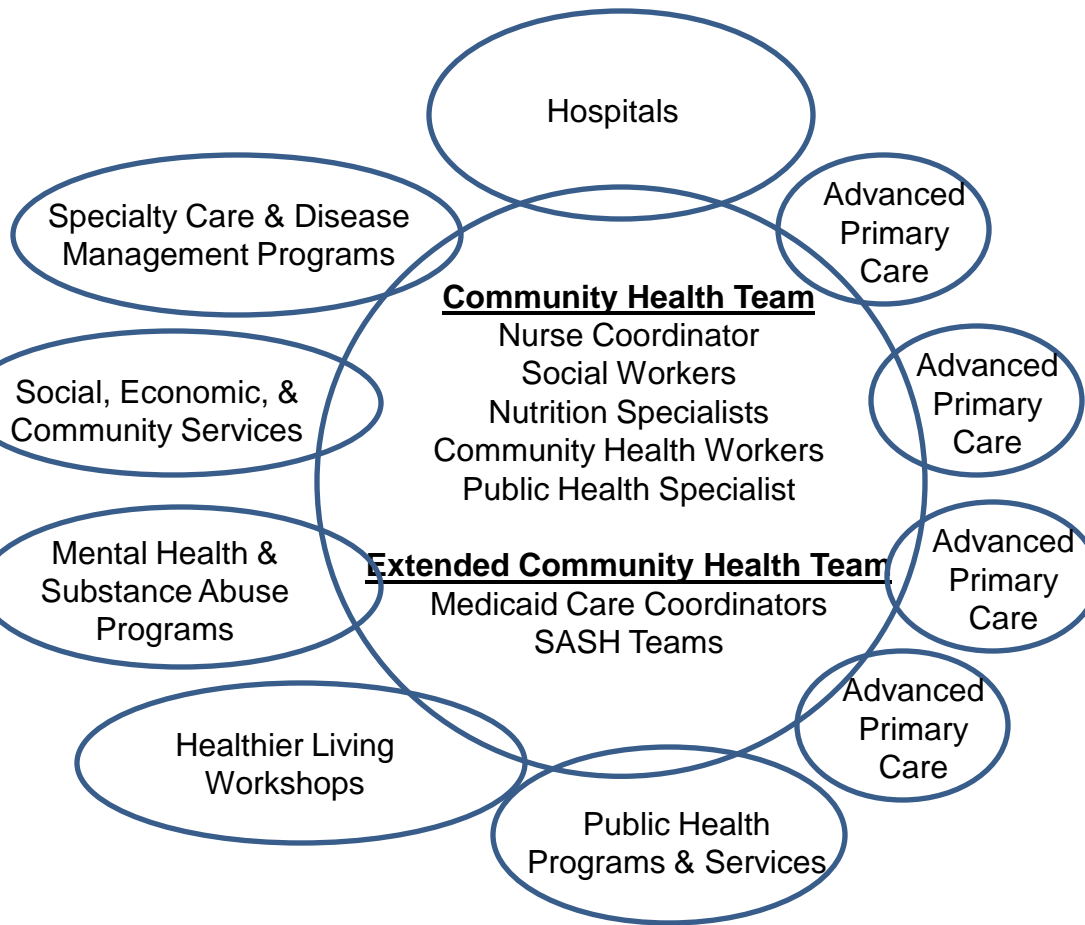 Hospitals
Specialty Care & Disease
Management Programs
Advanced
Primary
Care
Community Health Team
Nurse Coordinator
Social Workers
Nutrition Specialists
Community Health Workers
Public Health Specialist
Extended Community Health Team
Medicaid Care Coordinators
SASH Teams
Social, Economic, &
Community Services
Advanced
Primary
Care
Mental Health &
Substance Abuse
Programs
Advanced
Primary
Care
Advanced
Primary
Care
Healthier Living
Workshops
Public Health
Programs & Services